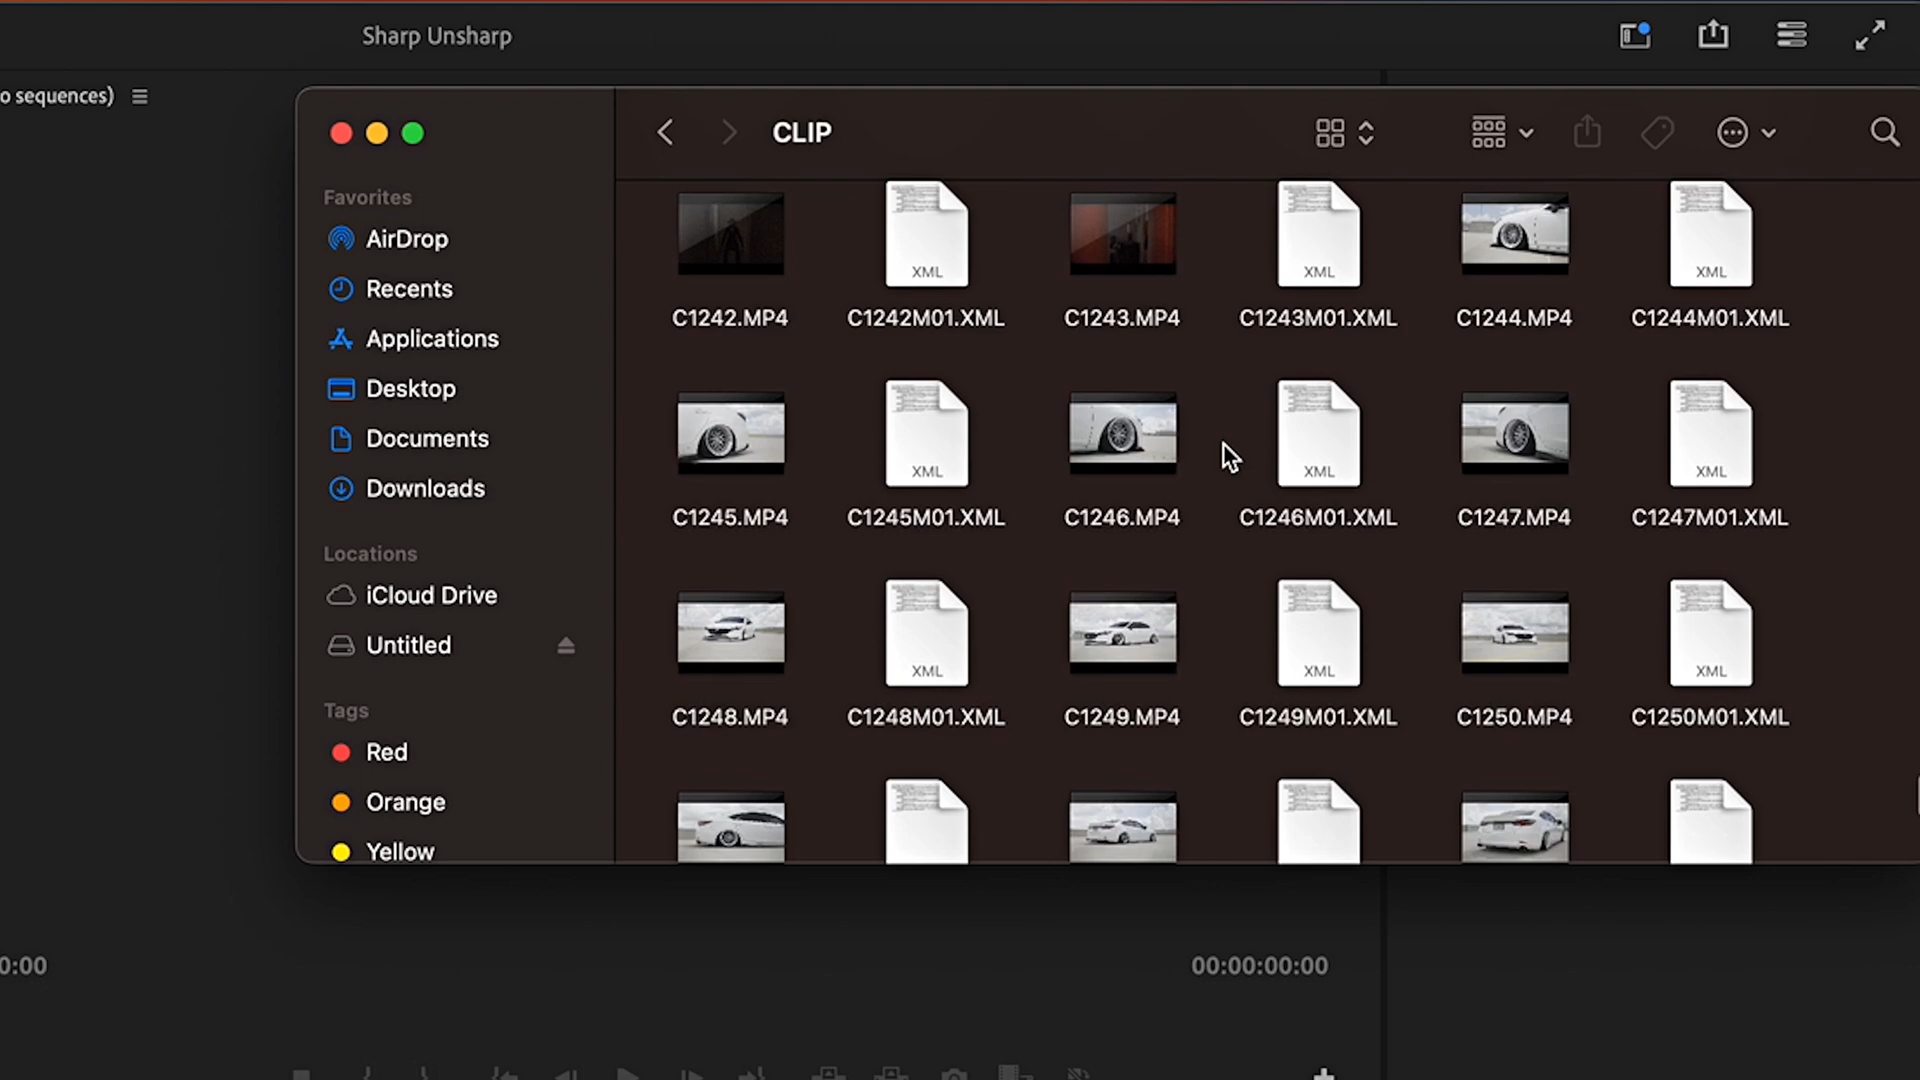 Sharp Unsharp
o sequences)
CLIP
Favorites
AirDrop
Recents
Applications
Desktop
Documents
Downloads
Locations
iCloud Drive
Untitled
Tags
Red
Orange
Yellow
XML XML XML
C1242.MP4 C1242M01.XML C1243.MP4 C1243M01.XML C1244.MP4 C1244M01.XML
XML XML XML
C1245.MP4 C1245M01.XML C1246.MP4 C1246M01.XML C1247.MP4 C1247M01.XML
XML XML XML
C1248.MP4 C1248M01.XML C1249.MP4 C1249M01.XML C1250.MP4 C1250M01.XML
0:00
00:00:00:00